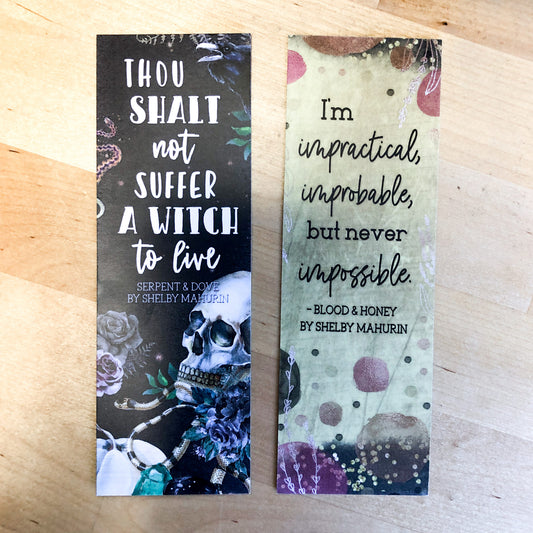 THOU
SHALT
not
SUFFER
A WITCH
to live
SERPENT & DOVE
BY SHELBY MAHURIN
I'm
impractical,
improbable,
but never
impossible.
- BLOOD & HONEY
BY SHELBY MAHURIN